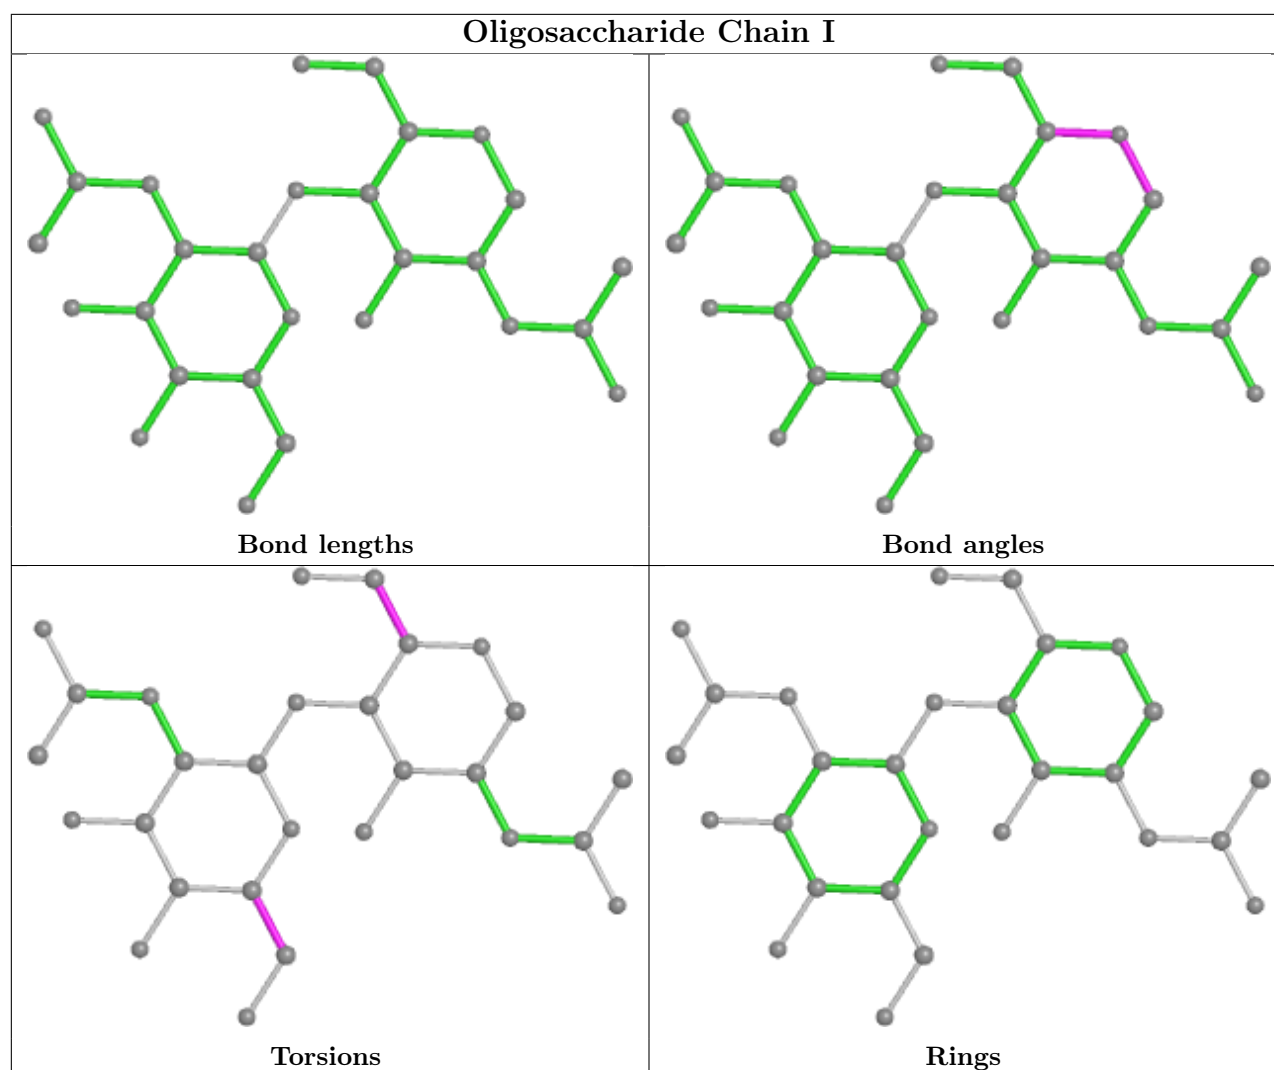 Oligosaccharide Chain I
Bond lengths
Bond angles
Torsions
Rings